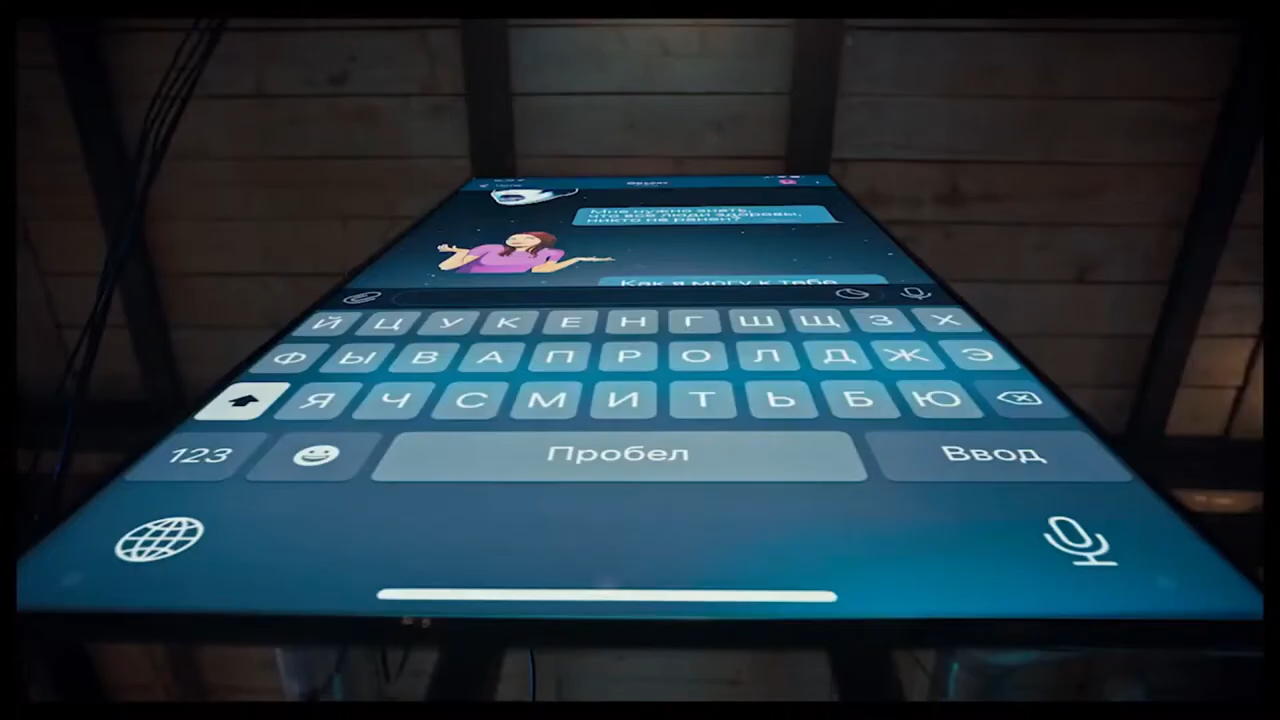 Мне нужно знать,
что все люди здоровы,
никто не ранен?
Как я могу к тебе
Й Ц У К Е Н Г Ш Щ З Х
Ф Ы В А П Р О Л Д Ж Э
Я Ч С М И Т Ь Б Ю
123 Пробел Ввод